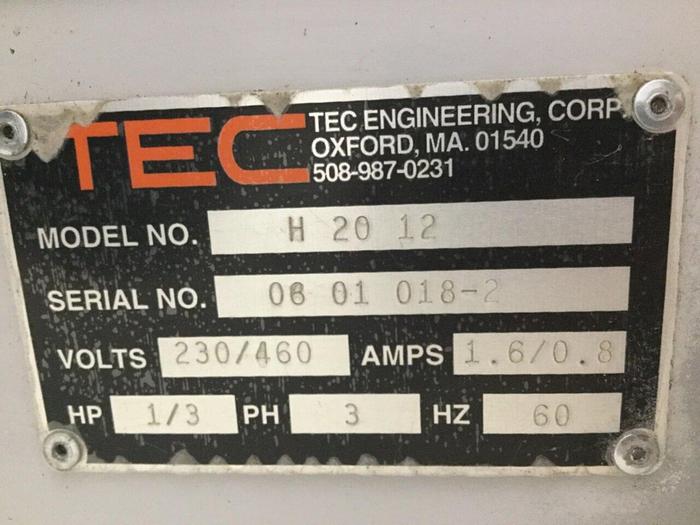 TEC
TEC ENGINEERING, CORP
OXFORD, MA. 01540
508-987-0231
MODEL NO. H 20 12
SERIAL NO. 06 01 018-2
VOLTS 230/460 AMPS 1.6/0.8
HP 1/3 PH 3 HZ 60